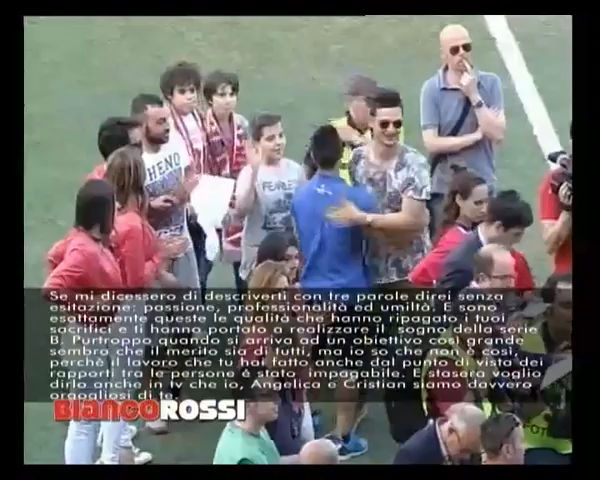 HENO
FEARLE
Se mi dicessero di descriverti con tre parole direi senza
esitazione: passione, professionalità ed umiltà. E sono
esattamente queste le qualità che hanno ripagato i tuoi
sacrifici e ti hanno portato a realizzare il sogno della serie
B. Purtroppo quando si arriva ad un obiettivo così grande
sembro che il merito sia di tutti, ma io so che non è così,
perché il lavoro che tu hai fatto anche dal punto di vista dei
rapporti tra le persone è stato impagabile. E stasera voglio
dirlo anche in tv che io, Angelica e Cristian siamo davvero
orgogliosi di te.
BIANCOROSSI
FOT